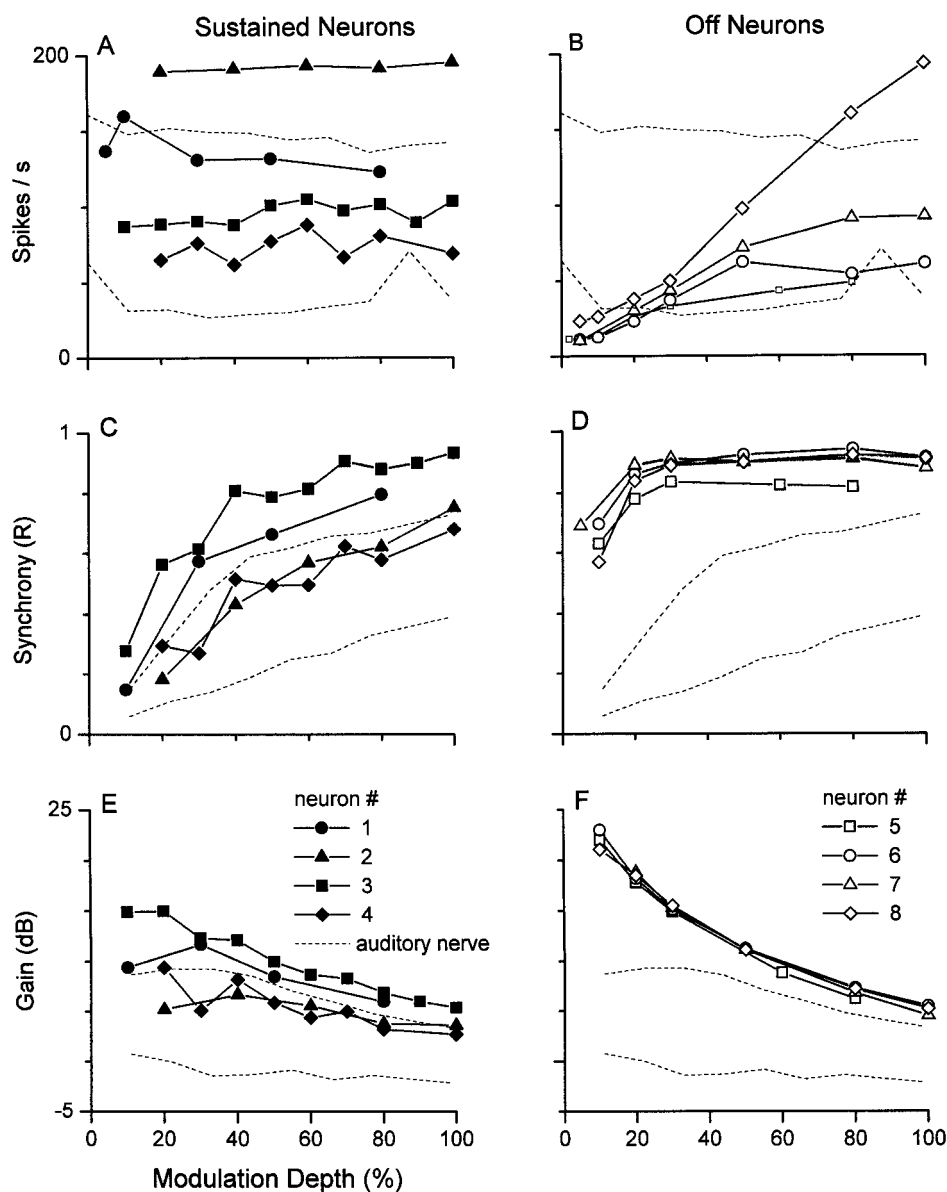 Sustained Neurons
Off Neurons
A
B
200
Spikes / s
0
C
D
1
Synchrony (R)
0
E
F
25
neuron #
1
2
3
4
auditory nerve
neuron #
5
6
7
8
Gain (dB)
−5
0 20 40 60 80 100
0 20 40 60 80 100
Modulation Depth (%)